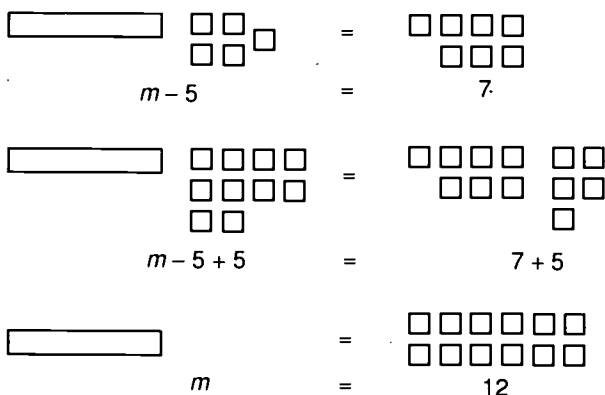 =
m – 5 = 7
=
m – 5 + 5 = 7 + 5
=
m = 12